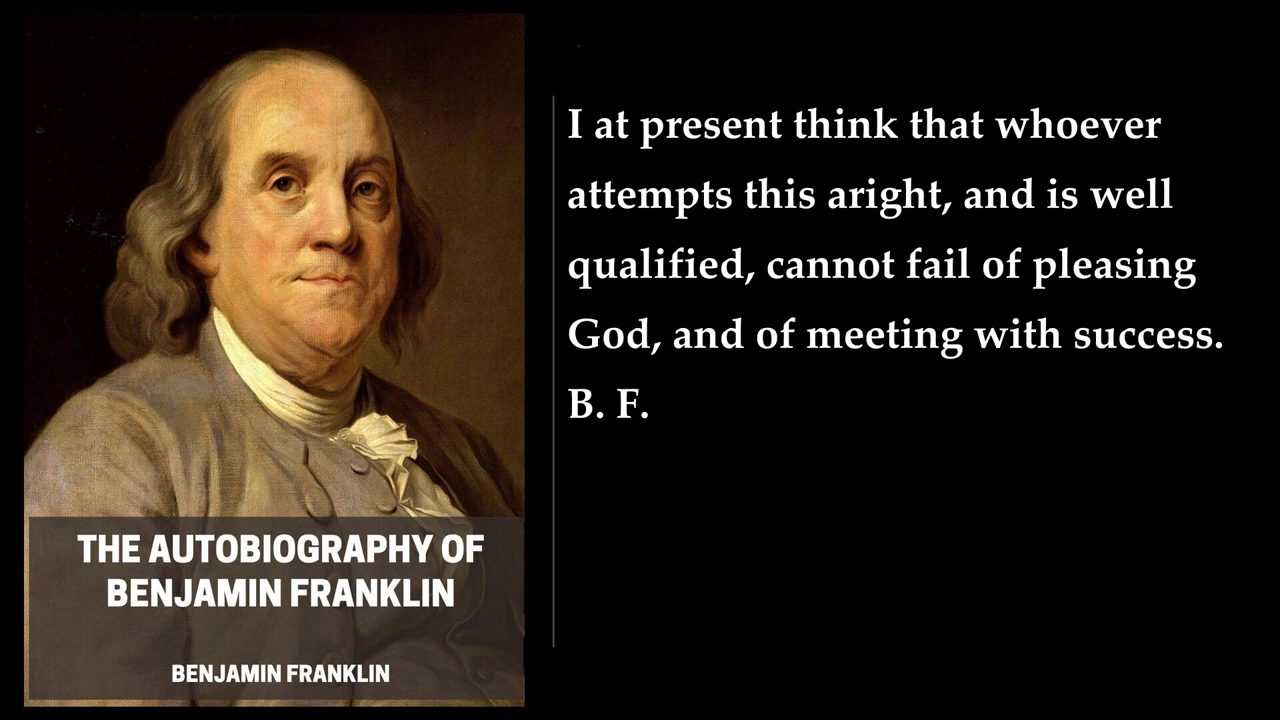 THE AUTOBIOGRAPHY OF
BENJAMIN FRANKLIN
BENJAMIN FRANKLIN
I at present think that whoever
attempts this aright, and is well
qualified, cannot fail of pleasing
God, and of meeting with success.
B. F.